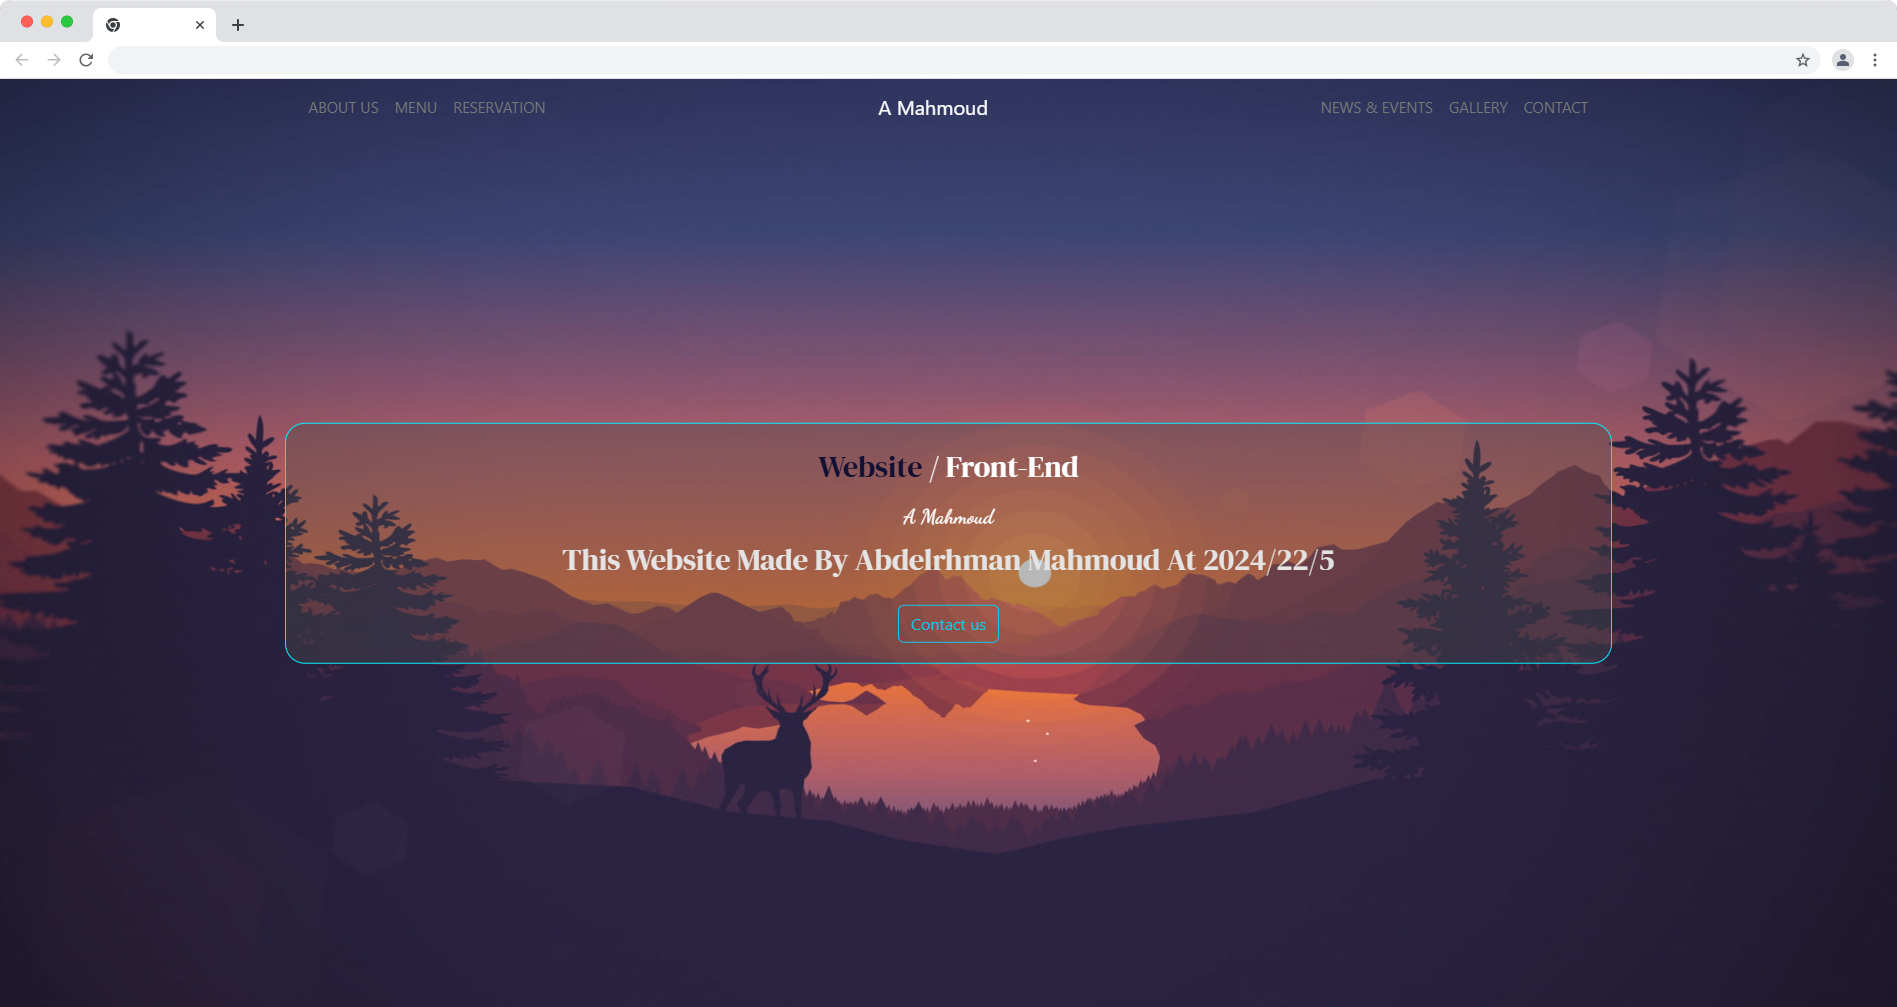 ABOUT US MENU RESERVATION A Mahmoud NEWS & EVENTS GALLERY CONTACT
Website / Front-End
A Mahmoud
This Website Made By Abdelrhman Mahmoud At 2024/22/5
Contact us